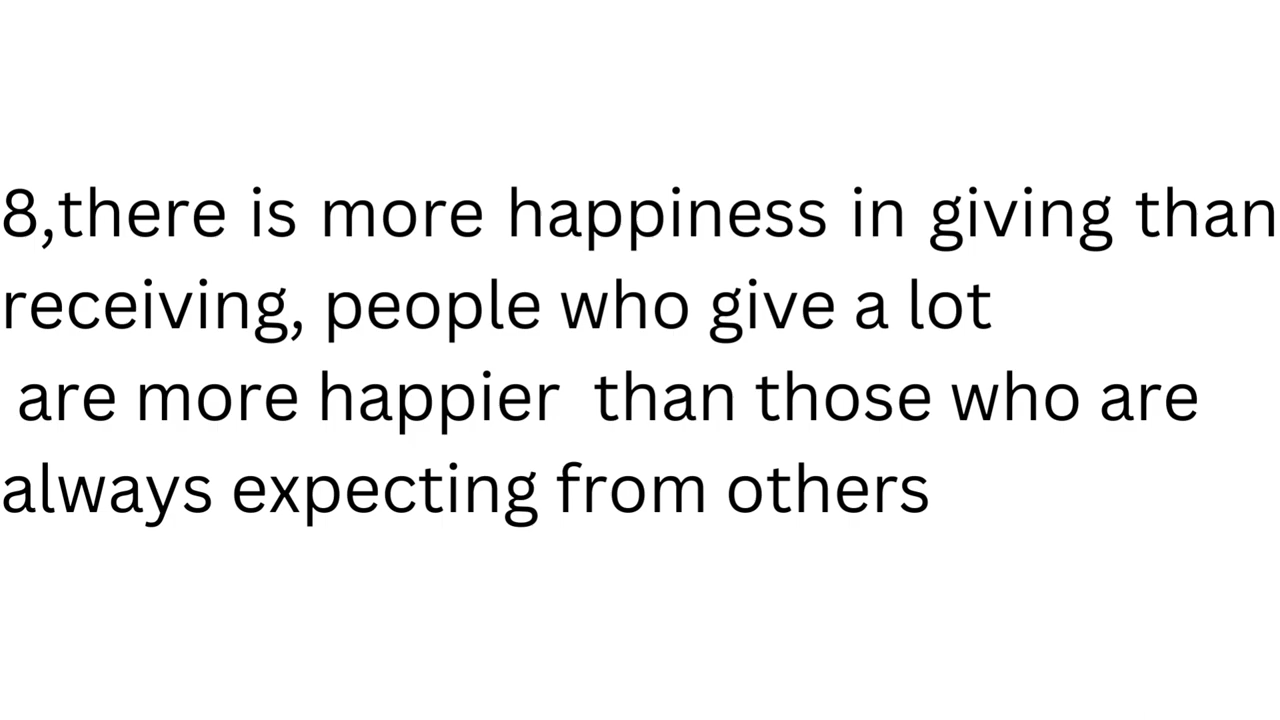 8,there is more happiness in giving than
receiving, people who give a lot
are more happier than those who are
always expecting from others